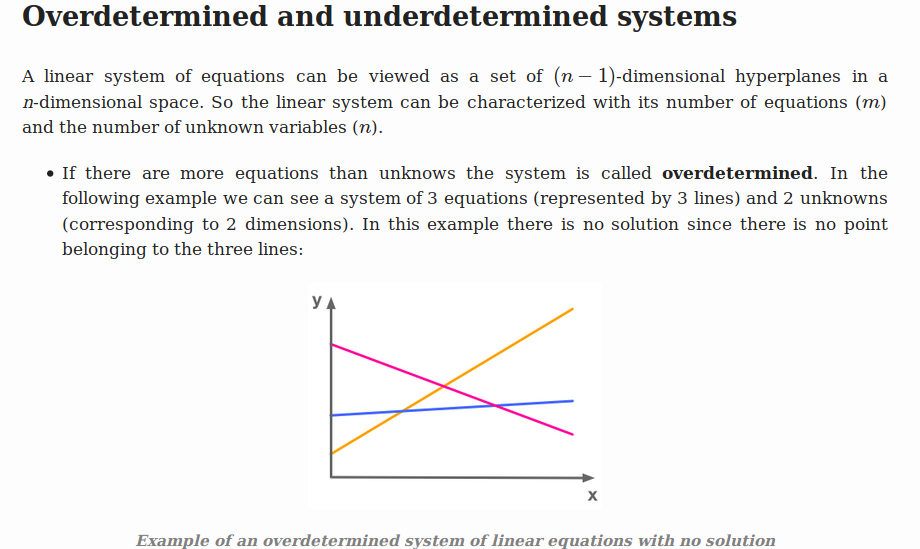 Overdetermined and underdetermined systems
A linear system of equations can be viewed as a set of (n − 1)-dimensional hyperplanes in a
n-dimensional space. So the linear system can be characterized with its number of equations (m)
and the number of unknown variables (n).
• If there are more equations than unknows the system is called overdetermined. In the
following example we can see a system of 3 equations (represented by 3 lines) and 2 unknowns
(corresponding to 2 dimensions). In this example there is no solution since there is no point
belonging to the three lines:
y
x
Example of an overdetermined system of linear equations with no solution